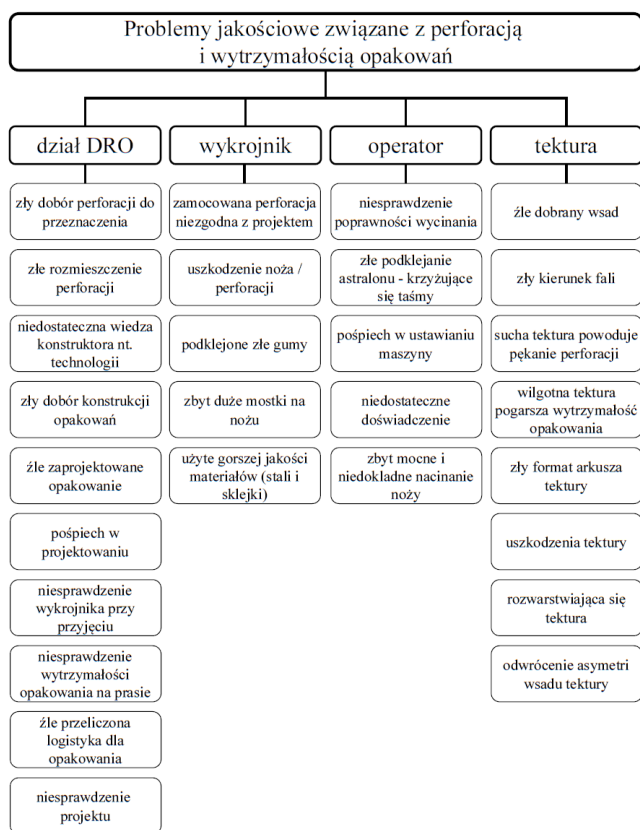 Problemy jakościowe związane z perforacją
i wytrzymałością opakowań
dział DRO
zły dobór perforacji do
przeznaczenia
złe rozmieszczenie
perforacji
niedostateczna wiedza
konstruktora nt.
technologii
zły dobór konstrukcji
opakowań
źle zaprojektowane
opakowanie
pośpiech w
projektowaniu
niesprawdzenie
wykrojnika przy
przyjęciu
niesprawdzenie
wytrzymałości
opakowania na prasie
źle przeliczona
logistyka dla
opakowania
niesprawdzenie
projektu
wykrojnik
zamocowana perforacja
niezgodna z projektem
uszkodzenie noża /
perforacji
podklejone złe gumy
zbyt duże mostki na
nożu
użyte gorszej jakości
materiałów (stali i
sklejki)
operator
niesprawdzenie
poprawności wycinania
złe podklejanie
astralonu - krzyżujące
się taśmy
pośpiech w ustawianiu
maszyny
niedostateczne
doświadczenie
zbyt mocne i
niedokladne nacinanie
noży
tektura
źle dobrany wsad
zły kierunek fali
sucha tektura powoduje
pękanie perforacji
wilgotna tektura
pogarsza wytrzymałość
opakowania
zły format arkusza
tektury
uszkodzenia tektury
rozwarstwiająca się
tektura
odwrócenie asymetri
wsadu tektury